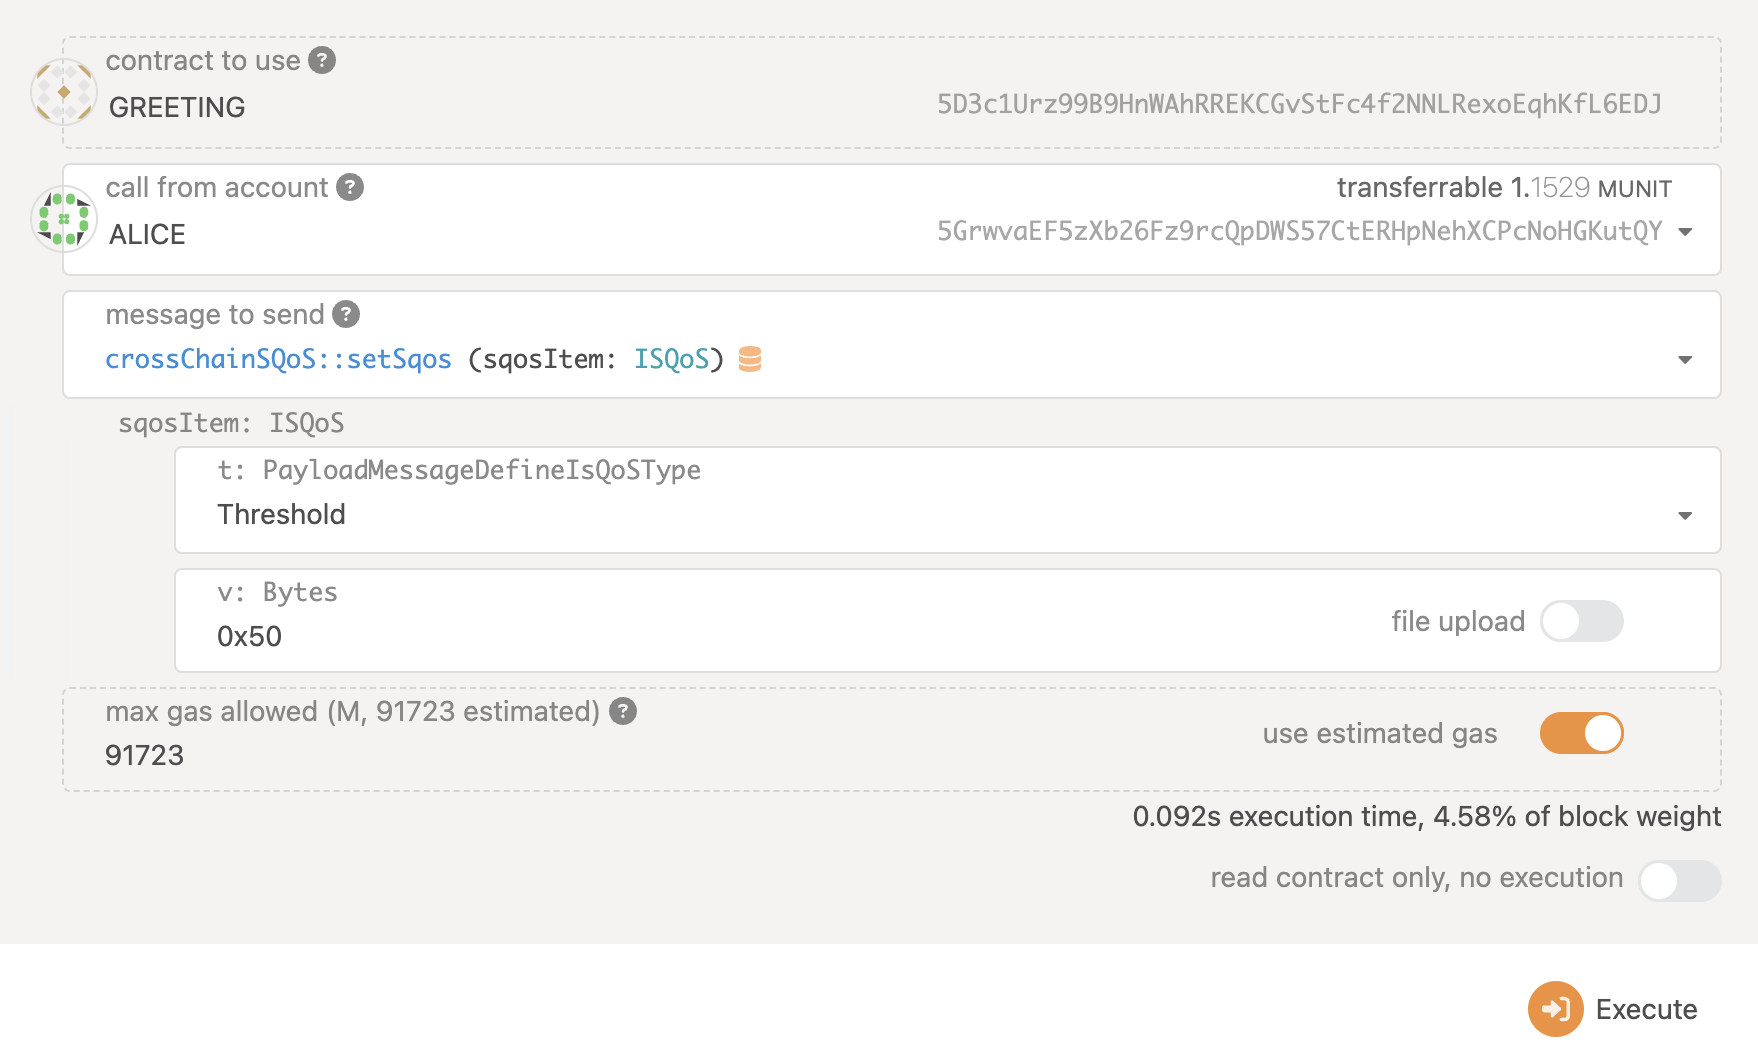 contract to use ?
GREETING 5D3c1Urz99B9HnWAhRREKCGvStFc4f2NNLRexoEqhKfL6EDJ
call from account ? transferrable 1.1529 MUNIT
ALICE 5GrwvaEF5zXb26Fz9rcQpDWS57CtERHpNehXCPcNoHGKutQY
message to send ?
crossChainSQoS::setSqos (sqosItem: ISQoS)
sqosItem: ISQoS
t: PayloadMessageDefineIsQoSType
Threshold
v: Bytes
0x50 file upload
max gas allowed (M, 91723 estimated) ?
91723 use estimated gas
0.092s execution time, 4.58% of block weight
read contract only, no execution
Execute